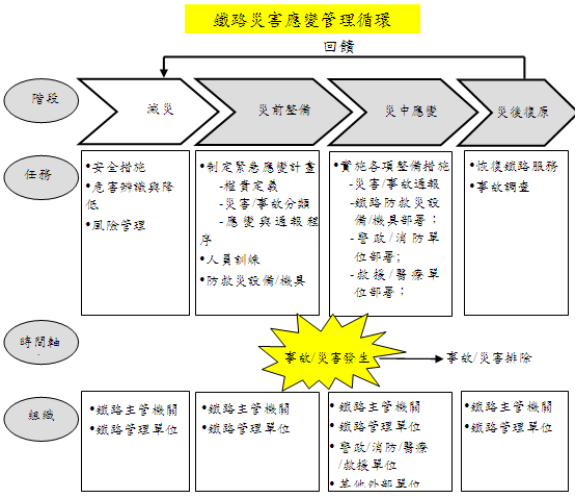 鐵路災害應變管理循環
回饋
階段
減災
災前整備
災中應變
災後復原
任務
•安全措施
•危害辨識與降
低
•風險管理
•制定緊急應變計畫
-權責定義
-災害/事故分類
-應變與通報程
序
•人員訓練
•防救災設備/機具
•實施各項整備措施
-災害/事故通報
-鐵路防救災設
備/機具部署；
-警政/消防單
位部署;
-救援/醫療單
位部署；
•恢復鐵路服務
•事故調查
時間軸
事故/災害發生
事故/災害排除
組織
•鐵路主管機關
•鐵路管理單位
•鐵路主管機關
•鐵路管理單位
•鐵路主管機關
•鐵路管理單位
•警政/消防/醫療
/救援單位
•其他外部單位
•鐵路主管機關
•鐵路管理單位